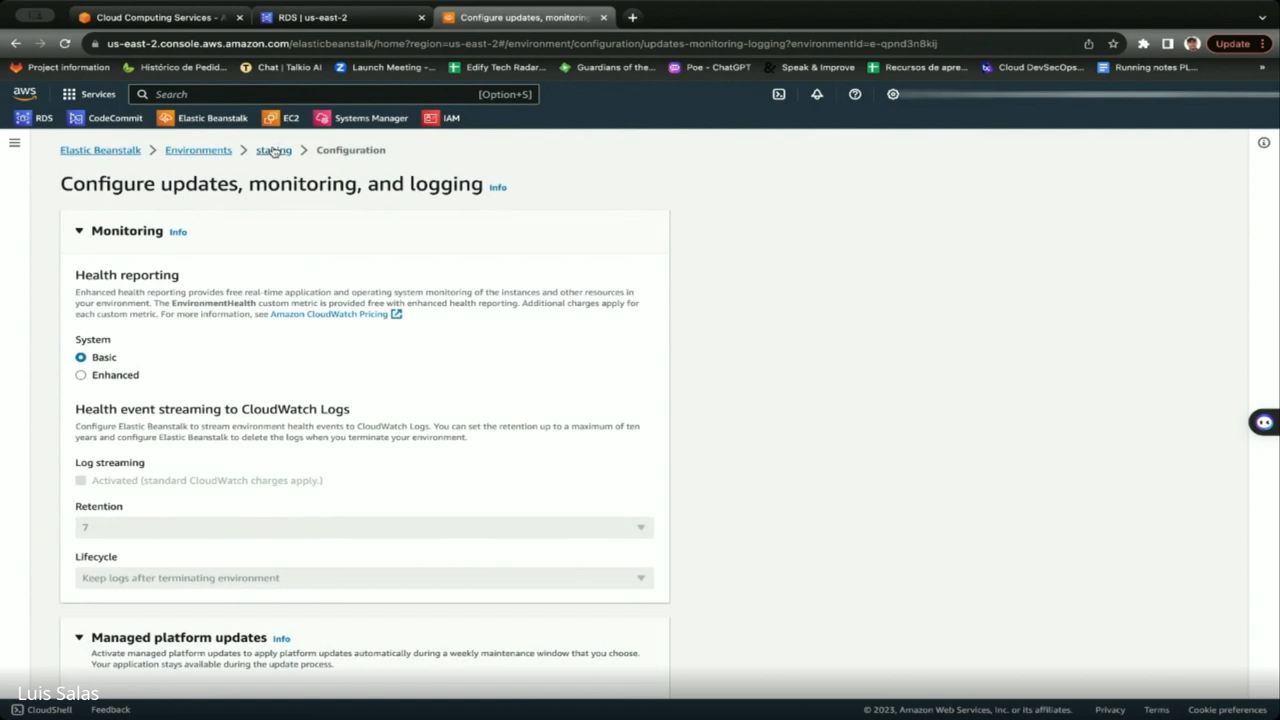 Cloud Computing Services - A
RDS | us-east-2
Configure updates, monitoring
us-east-2.console.aws.amazon.com/elasticbeanstalk/home?region=us-east-2#/environment/configuration/updates-monitoring-logging?environmentId=e-qpnd3n8kij
Update
Project information
Histórico de Pedid...
Chat | Talkio AI
Launch Meeting -...
Edify Tech Radar...
Guardians of the...
Poe - ChatGPT
Speak & Improve
Recursos de apre...
Cloud DevSecOps...
Running notes PL...
»
aws
Services
Search
[Option+S]
RDS
CodeCommit
Elastic Beanstalk
EC2
Systems Manager
IAM
Elastic Beanstalk > Environments > staging > Configuration
Configure updates, monitoring, and logging Info
Monitoring Info
Health reporting
Enhanced health reporting provides free real-time application and operating system monitoring of the instances and other resources in
your environment. The EnvironmentHealth custom metric is provided free with enhanced health reporting. Additional charges apply for
each custom metric. For more information, see Amazon CloudWatch Pricing
System
Basic
Enhanced
Health event streaming to CloudWatch Logs
Configure Elastic Beanstalk to stream environment health events to CloudWatch Logs. You can set the retention up to a maximum of ten
years and configure Elastic Beanstalk to delete the logs when you terminate your environment.
Log streaming
Activated (standard CloudWatch charges apply.)
Retention
7
Lifecycle
Keep logs after terminating environment
Managed platform updates Info
Activate managed platform updates to apply platform updates automatically during a weekly maintenance window that you choose.
Your application stays available during the update process.
Luis Salas
CloudShell
Feedback
© 2023, Amazon Web Services, Inc. or its affiliates.
Privacy
Terms
Cookie preferences